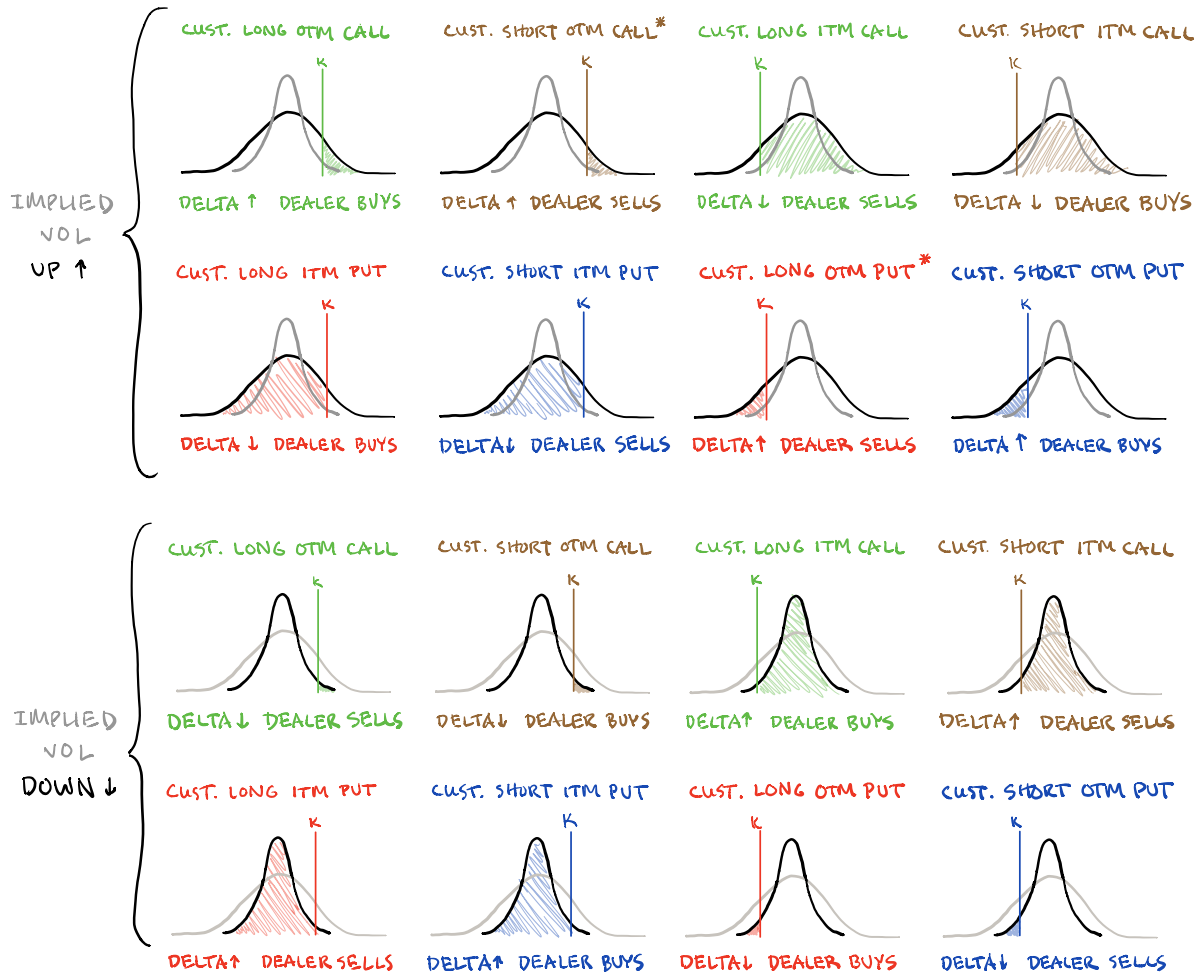 CUST. LONG OTM CALL
CUST. SHORT OTM CALL*
CUST. LONG ITM CALL
CUST. SHORT ITM CALL
K
K
K
K
DELTA ↑ DEALER BUYS
DELTA ↑ DEALER SELLS
DELTA ↓ DEALER SELLS
DELTA ↓ DEALER BUYS
IMPLIED
VOL
UP ↑
CUST. LONG ITM PUT
CUST. SHORT ITM PUT
CUST. LONG OTM PUT*
CUST. SHORT OTM PUT
K
K
K
K
DELTA ↓ DEALER BUYS
DELTA ↓ DEALER SELLS
DELTA ↑ DEALER SELLS
DELTA ↑ DEALER BUYS
CUST. LONG OTM CALL
CUST. SHORT OTM CALL
CUST. LONG ITM CALL
CUST. SHORT ITM CALL
K
K
K
K
DELTA ↓ DEALER SELLS
DELTA ↓ DEALER BUYS
DELTA ↑ DEALER BUYS
DELTA ↑ DEALER SELLS
IMPLIED
VOL
DOWN ↓
CUST. LONG ITM PUT
CUST. SHORT ITM PUT
CUST. LONG OTM PUT
CUST. SHORT OTM PUT
K
K
K
K
DELTA ↑ DEALER SELLS
DELTA ↑ DEALER BUYS
DELTA ↓ DEALER BUYS
DELTA ↓ DEALER SELLS